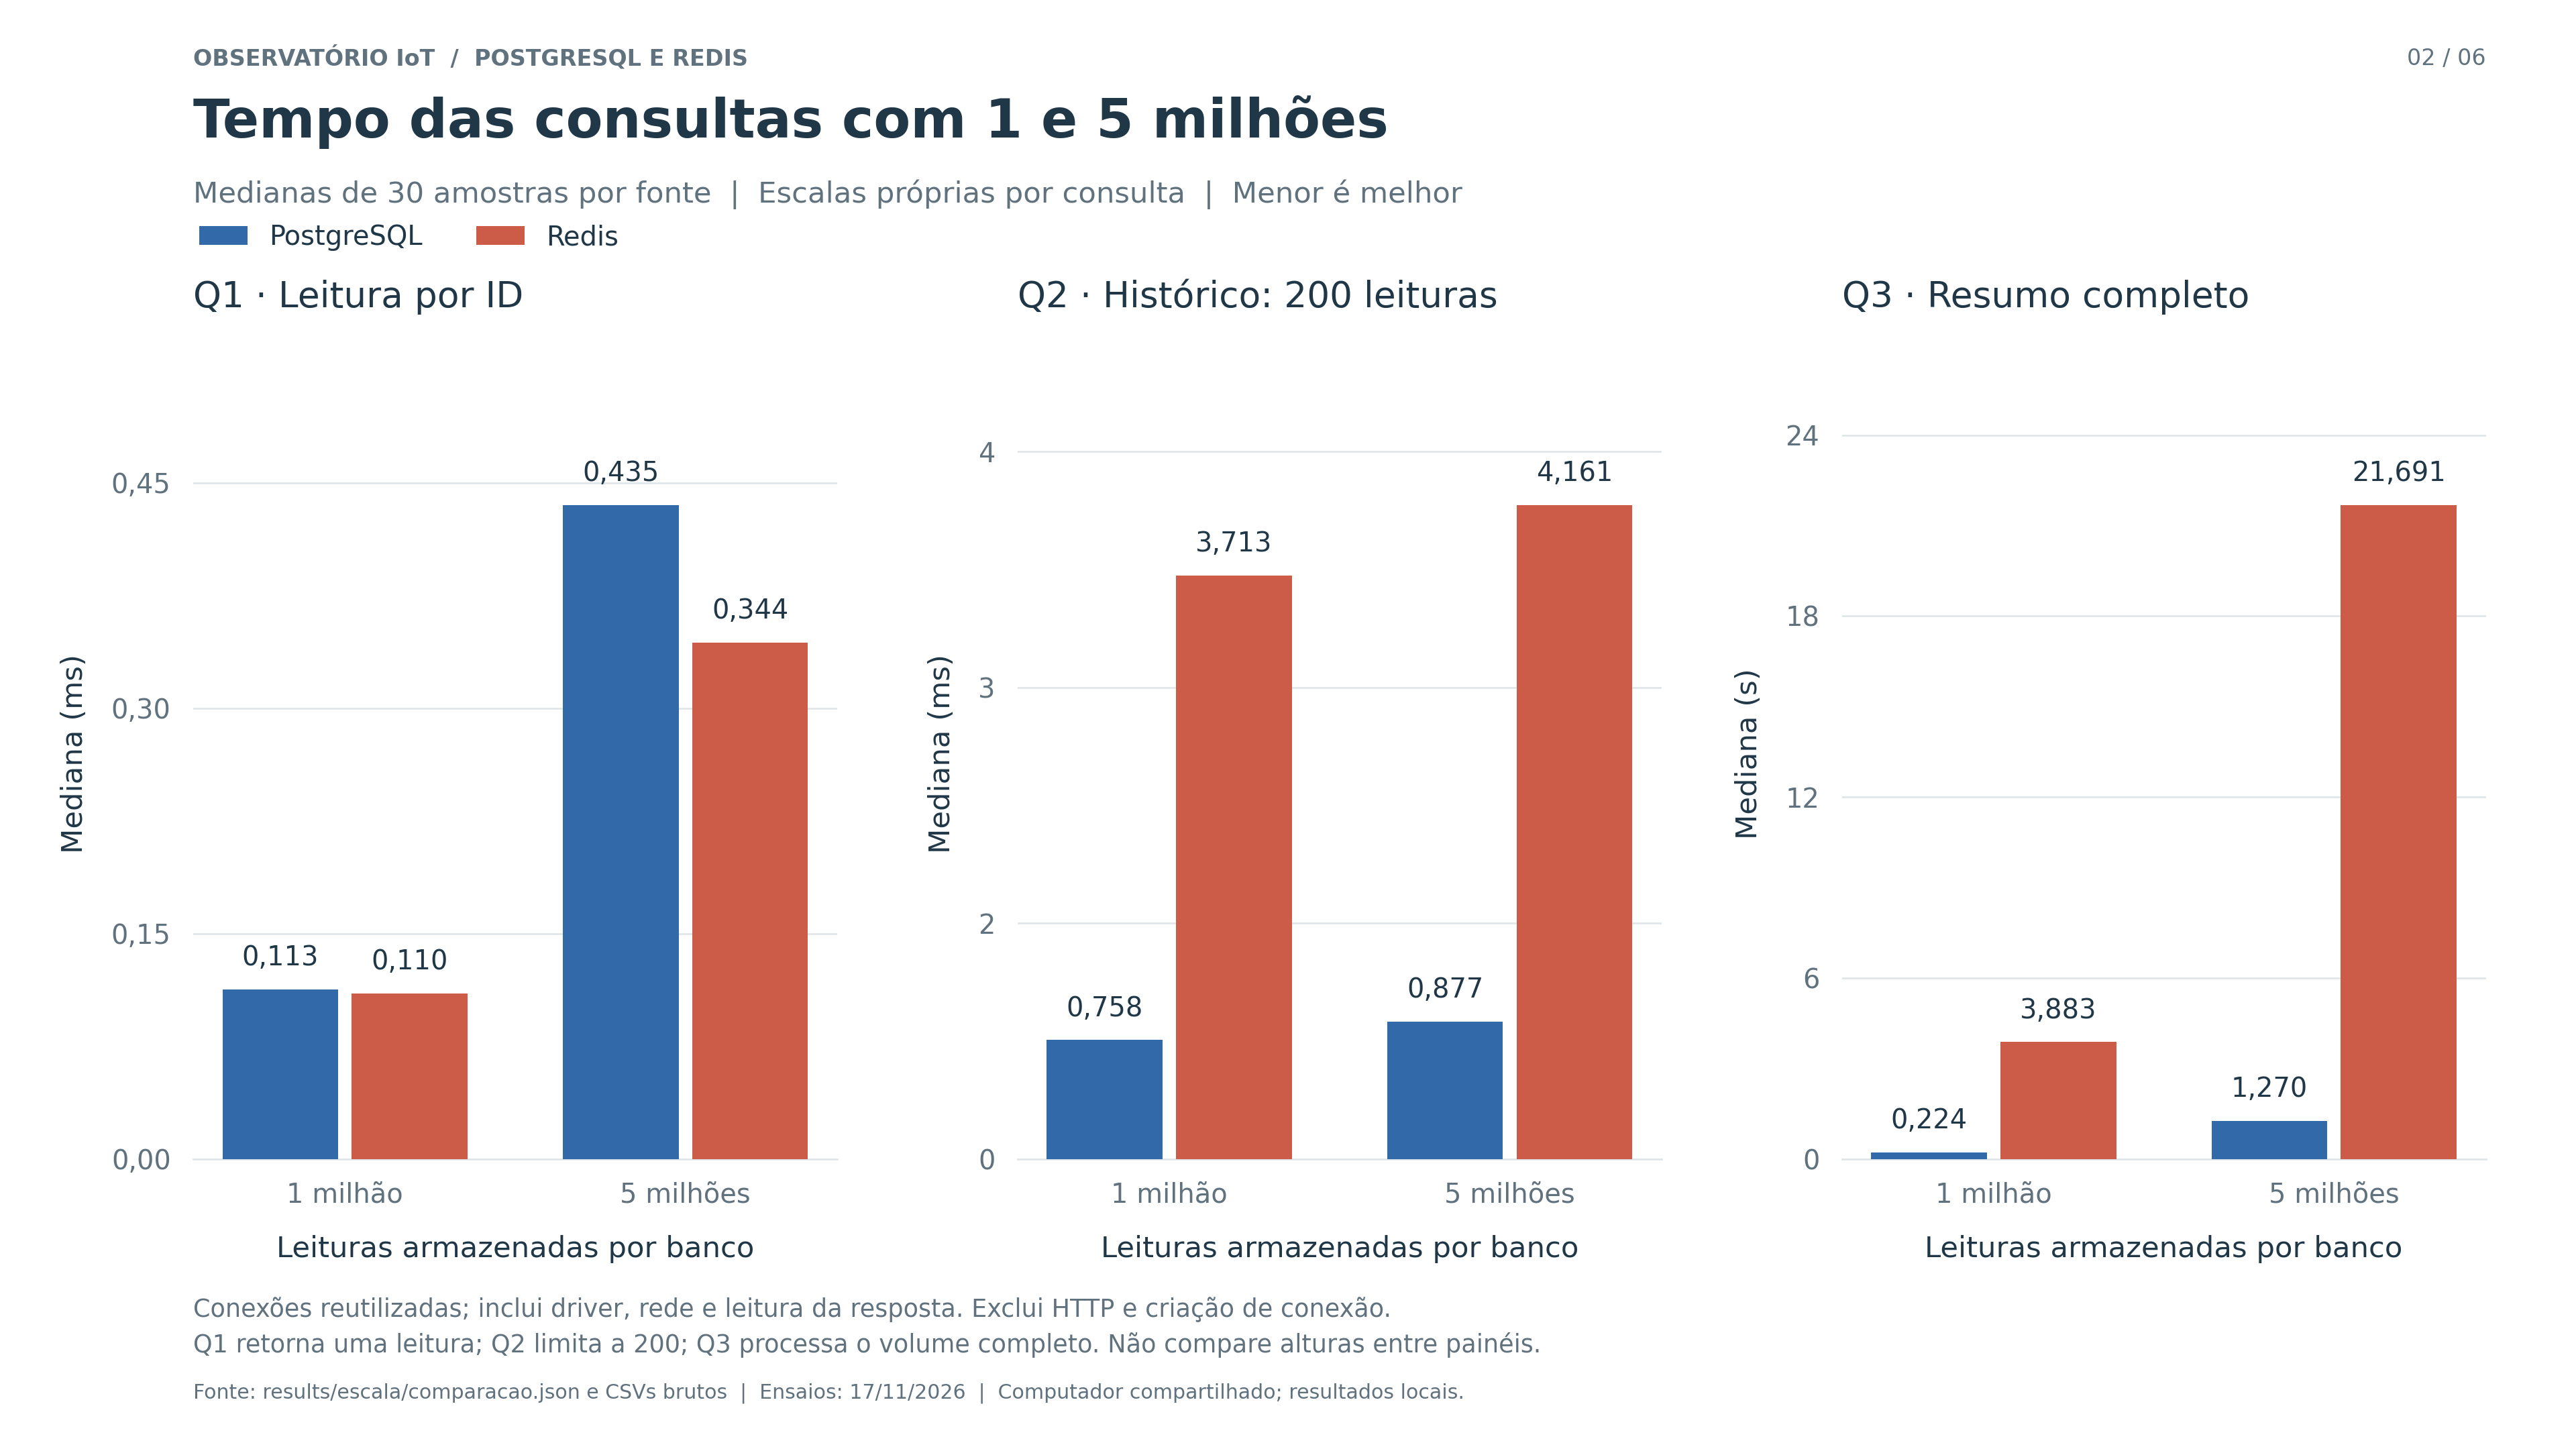 OBSERVATÓRIO IoT / POSTGRESQL E REDIS
02 / 06
Tempo das consultas com 1 e 5 milhões
Medianas de 30 amostras por fonte | Escalas próprias por consulta | Menor é melhor
PostgreSQL
Redis
Q1 · Leitura por ID
Mediana (ms)
0,45
0,30
0,15
0,00
0,113
0,110
0,435
0,344
1 milhão
5 milhões
Leituras armazenadas por banco
Q2 · Histórico: 200 leituras
Mediana (ms)
4
3
2
0
0,758
3,713
0,877
4,161
1 milhão
5 milhões
Leituras armazenadas por banco
Q3 · Resumo completo
Mediana (s)
24
18
12
6
0
0,224
3,883
1,270
21,691
1 milhão
5 milhões
Leituras armazenadas por banco
Conexões reutilizadas; inclui driver, rede e leitura da resposta. Exclui HTTP e criação de conexão.
Q1 retorna uma leitura; Q2 limita a 200; Q3 processa o volume completo. Não compare alturas entre painéis.
Fonte: results/escala/comparacao.json e CSVs brutos | Ensaios: 17/11/2026 | Computador compartilhado; resultados locais.